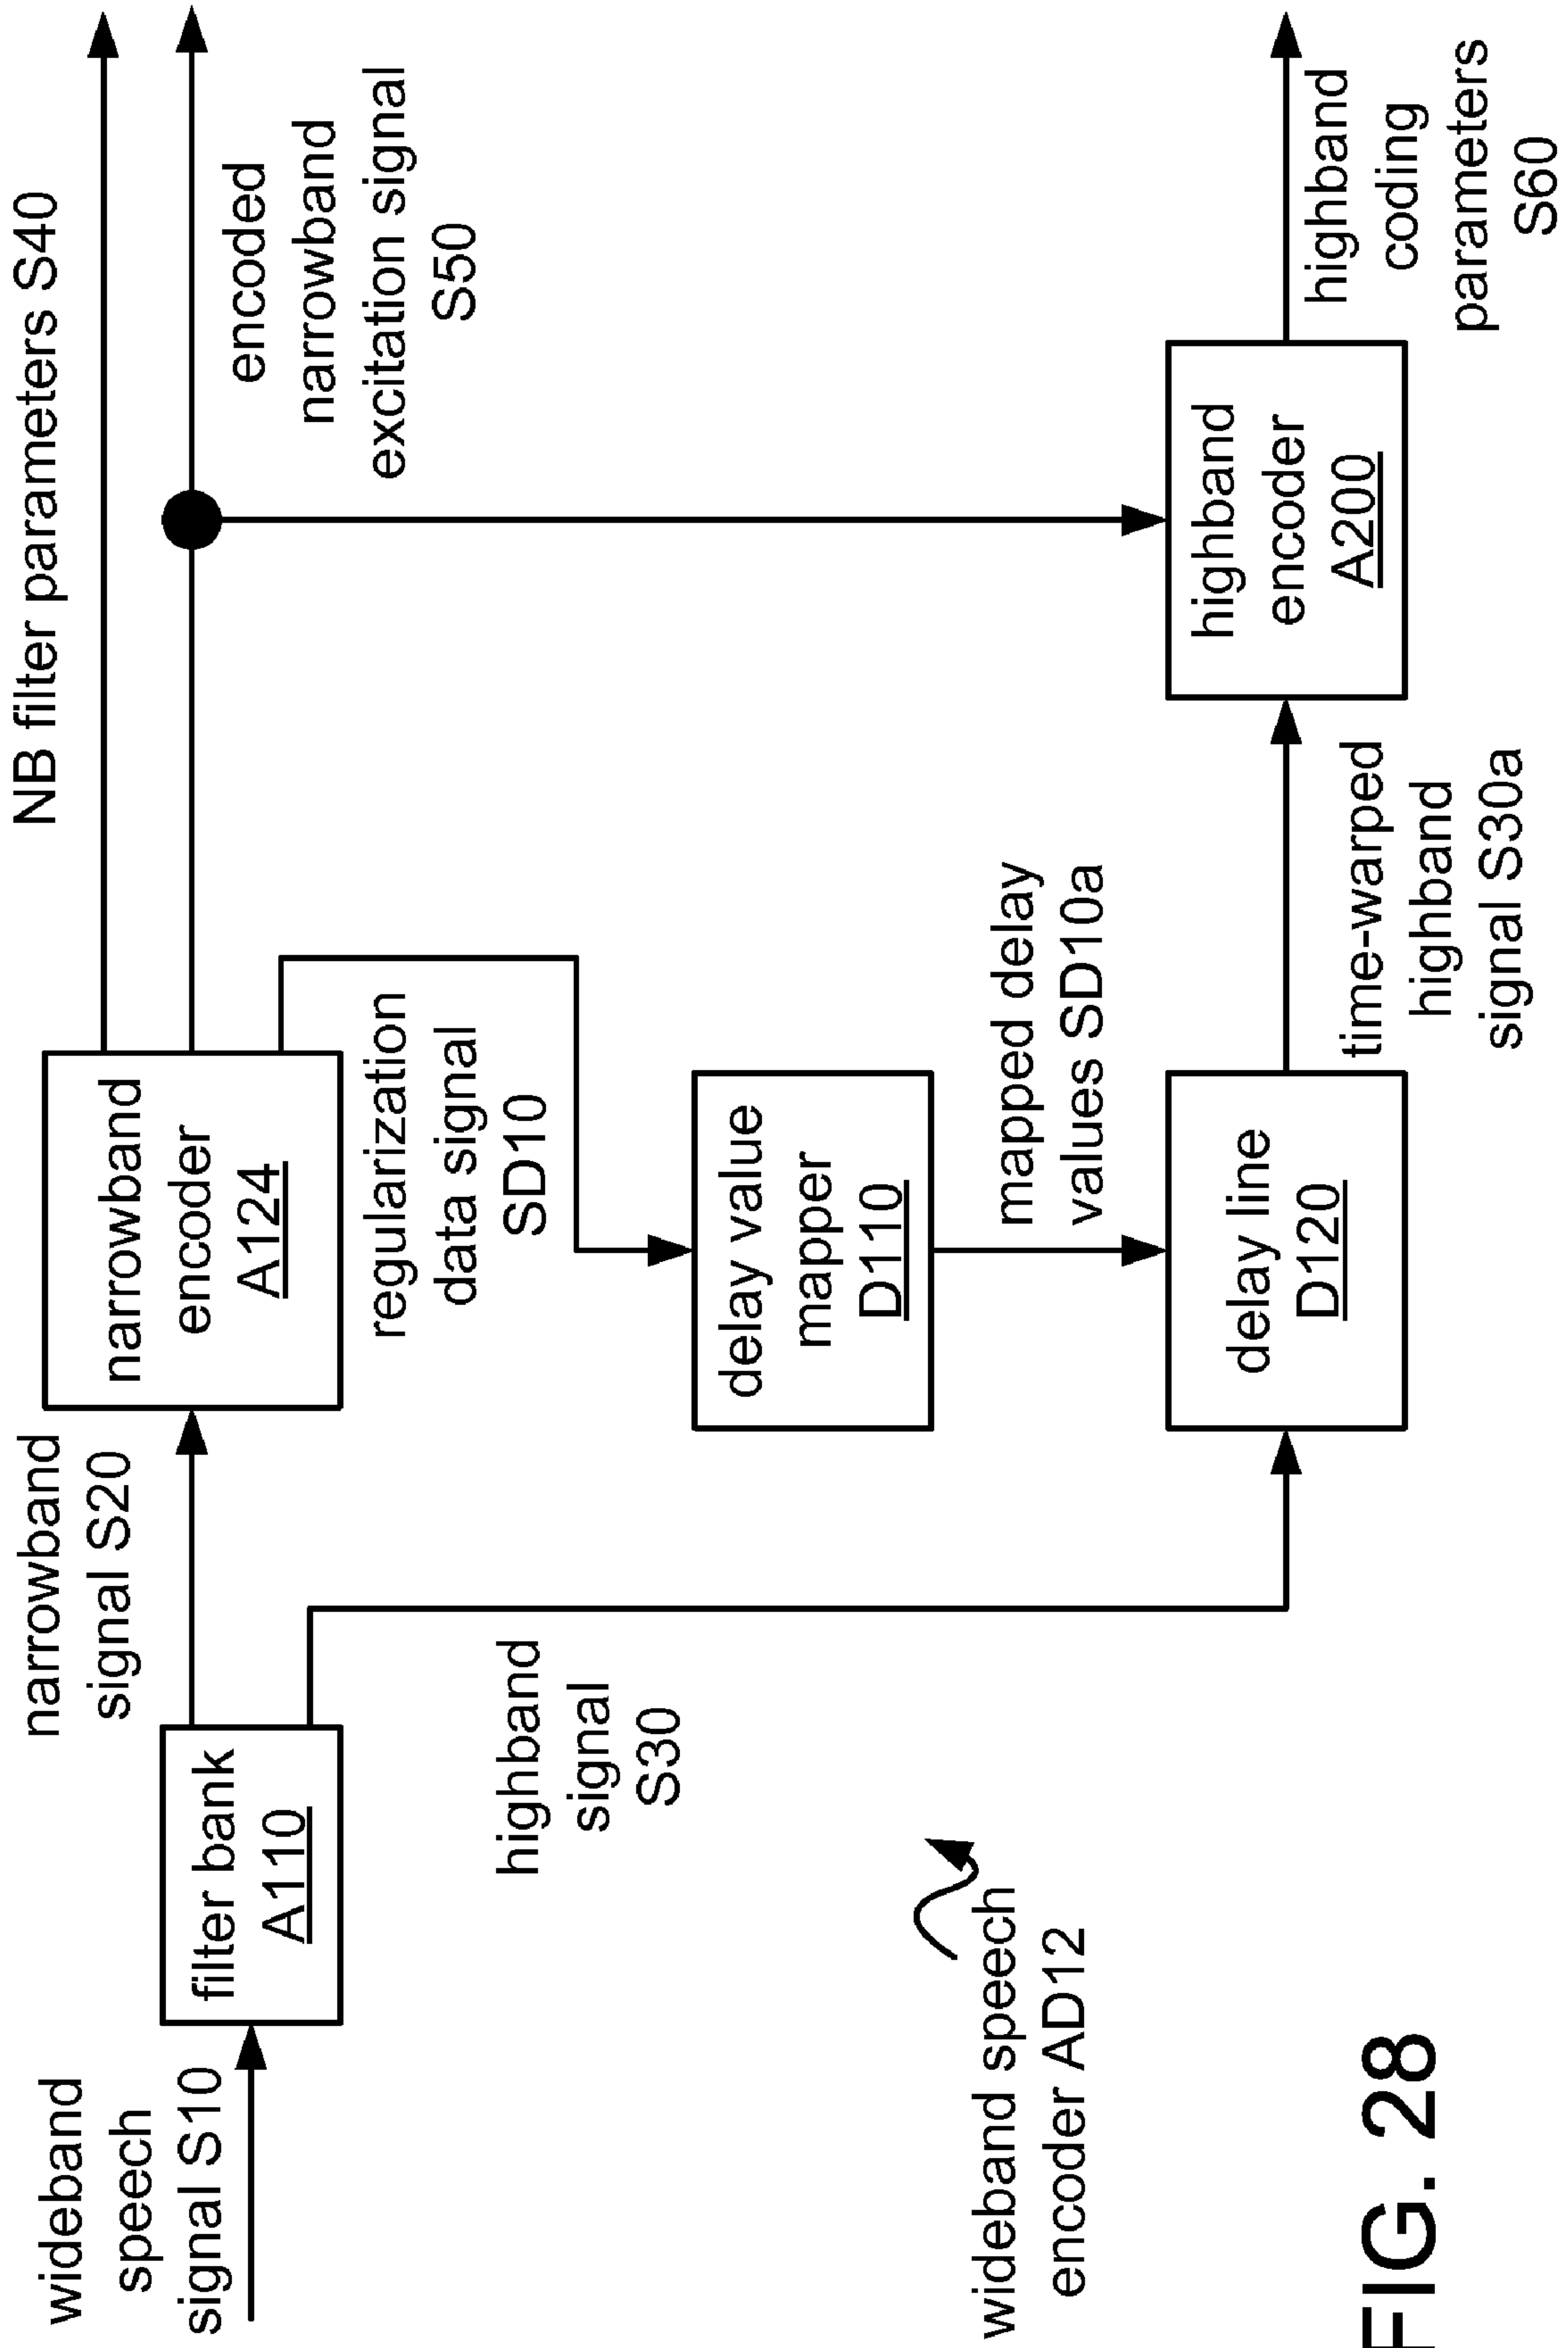 wideband
speech
signal S10
filter bank
A110
narrowband
signal S20
highband
signal
S30
narrowband
encoder
A124
NB filter parameters S40
encoded
narrowband
excitation signal
S50
regularization
data signal
SD10
delay value
mapper
D110
mapped delay
values SD10a
delay line
D120
time-warped
highband
signal S30a
highband
encoder
A200
highband
coding
parameters
S60
wideband speech
encoder AD12
FIG. 28